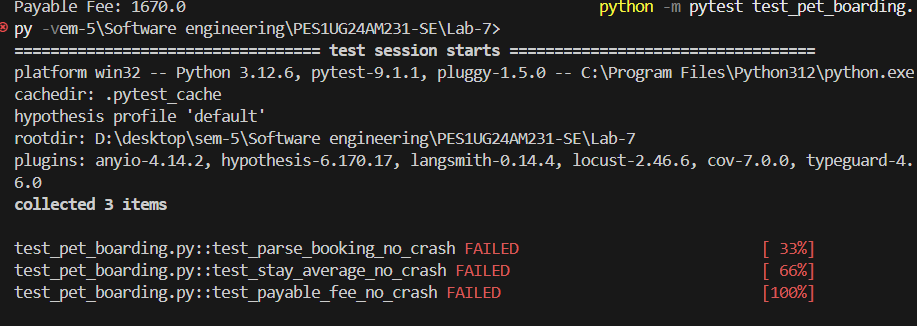 Payable Fee: 1670.0 python -m pytest test_pet_boarding.
py -vem-5\Software engineering\PES1UG24AM231-SE\Lab-7>
================================== test session starts ==================================
platform win32 -- Python 3.12.6, pytest-9.1.1, pluggy-1.5.0 -- C:\Program Files\Python312\python.exe
cachedir: .pytest_cache
hypothesis profile 'default'
rootdir: D:\desktop\sem-5\Software engineering\PES1UG24AM231-SE\Lab-7
plugins: anyio-4.14.2, hypothesis-6.170.17, langsmith-0.14.4, locust-2.46.6, cov-7.0.0, typeguard-4.
6.0
collected 3 items
test_pet_boarding.py::test_parse_booking_no_crash FAILED [ 33%]
test_pet_boarding.py::test_stay_average_no_crash FAILED [ 66%]
test_pet_boarding.py::test_payable_fee_no_crash FAILED [100%]